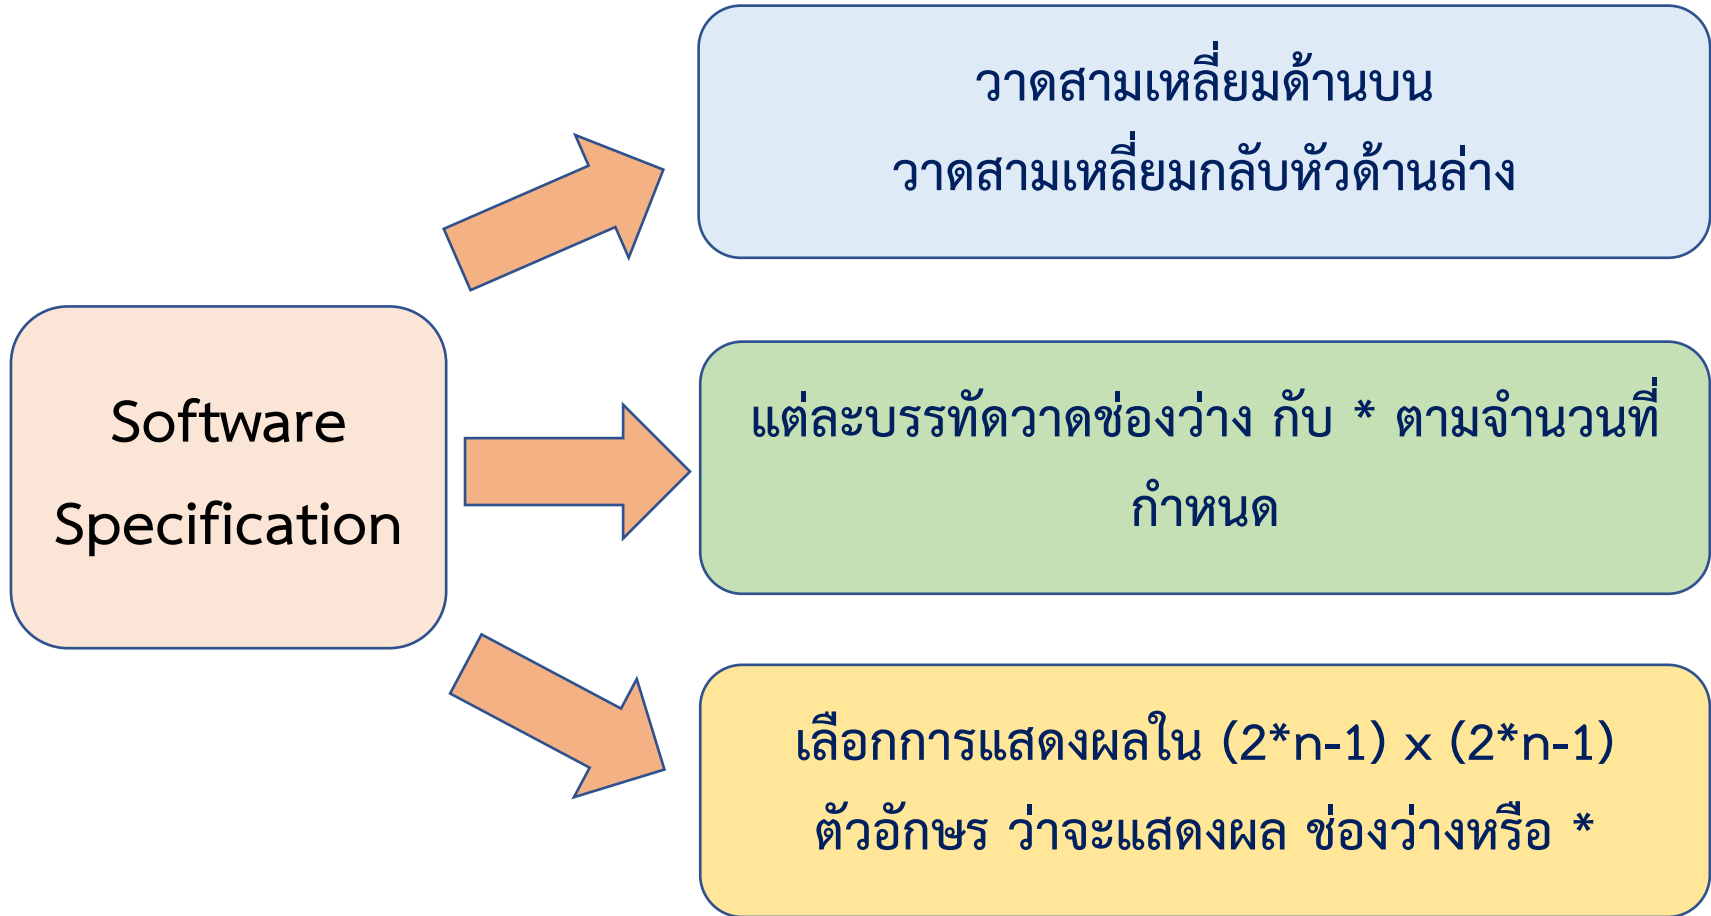 วาดสามเหลี่ยมด้านบน
วาดสามเหลี่ยมกลับหัวด้านล่าง
Software
Specification
แต่ละบรรทัดวาดช่องว่าง กับ * ตามจำนวนที่
กำหนด
เลือกการแสดงผลใน (2*n-1) x (2*n-1)
ตัวอักษร ว่าจะแสดงผล ช่องว่างหรือ *